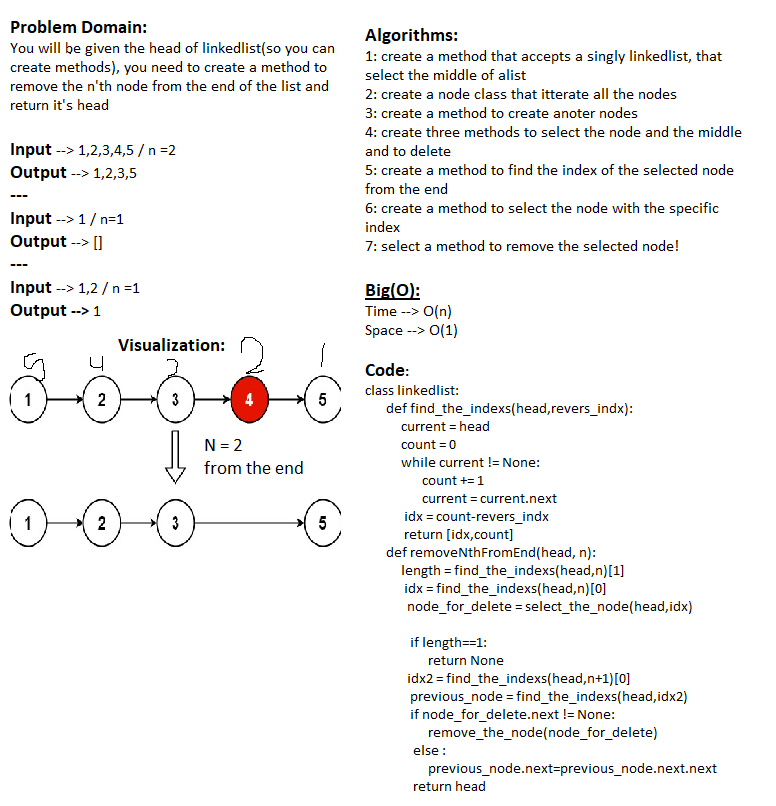 Problem Domain:
You will be given the head of linkedlist(so you can
create methods), you need to create a method to
remove the n'th node from the end of the list and
return it's head
Input --> 1,2,3,4,5 / n =2
Output --> 1,2,3,5
---
Input --> 1 / n=1
Output --> []
---
Input --> 1,2 / n =1
Output --> 1
Visualization:
5 4 3 2 1
1 2 3 4 5
N = 2
from the end
1 2 3 5
Algorithms:
1: create a method that accepts a singly linkedlist, that
select the middle of alist
2: create a node class that itterate all the nodes
3: create a method to create anoter nodes
4: create three methods to select the node and the middle
and to delete
5: create a method to find the index of the selected node
from the end
6: create a method to select the node with the specific
index
7: select a method to remove the selected node!
Big(O):
Time --> O(n)
Space --> O(1)
Code:
class linkedlist:
def find_the_indexs(head,revers_indx):
current = head
count = 0
while current != None:
count += 1
current = current.next
idx = count-revers_indx
return [idx,count]
def removeNthFromEnd(head, n):
length = find_the_indexs(head,n)[1]
idx = find_the_indexs(head,n)[0]
node_for_delete = select_the_node(head,idx)
if length==1:
return None
idx2 = find_the_indexs(head,n+1)[0]
previous_node = find_the_indexs(head,idx2)
if node_for_delete.next != None:
remove_the_node(node_for_delete)
else :
previous_node.next=previous_node.next.next
return head